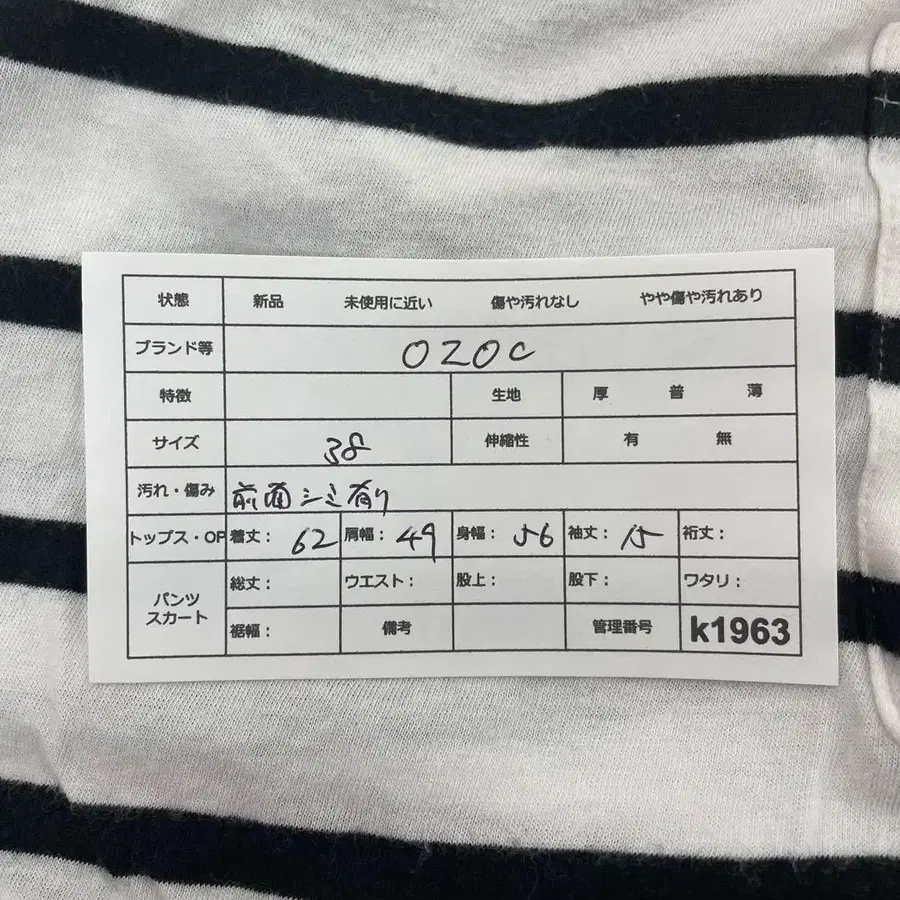 状態 新品 未使用に近い 傷や汚れなし やや傷や汚れあり
ブランド等 OZOC
特徴 生地 厚 普 薄
サイズ 38 伸縮性 有 無
汚れ・傷み 前面シミ有り
トップス・OP 着丈: 62 肩幅: 49 身幅: 56 袖丈: 15 裄丈:
パンツ スカート 総丈: ウエスト: 股上: 股下: ワタリ:
裾幅: 備考 管理番号 k1963